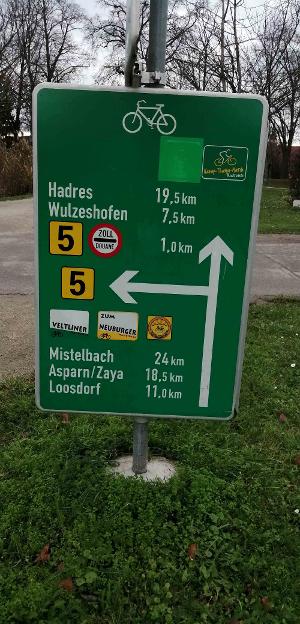 Hadres 19,5 km
Wulzeshofen 7,5 km
5 ZOLL DOUANE 1,0 km
5
VELTLINER ZUM NEUBURGER
Mistelbach 24 km
Asparn/Zaya 18,5 km
Loosdorf 11,0 km